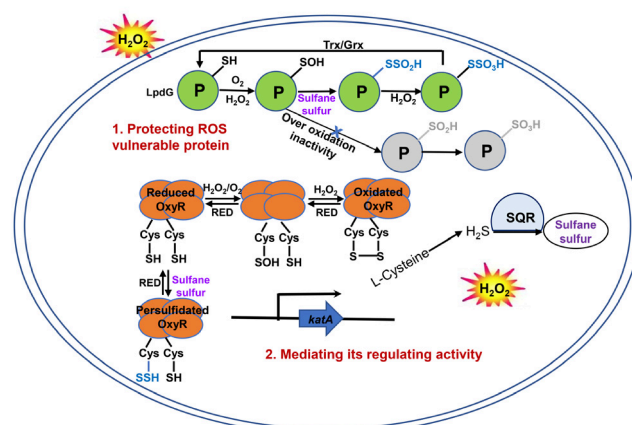 H₂O₂
Trx/Grx
SH
SOH
SSO₂H
SSO₃H
LpdG
P
O₂
H₂O₂
P
Sulfane
sulfur
P
H₂O₂
P
1. Protecting ROS
vulnerable protein
Over oxidation
inactivity
SO₂H
SO₃H
P
P
Reduced
OxyR
H₂O₂/O₂
RED
H₂O₂
RED
Oxidated
OxyR
Cys Cys
SH SH
Cys Cys
SOH SH
Cys Cys
S S
SQR
H₂S
Sulfane
sulfur
L-Cysteine
RED
Sulfane
sulfur
H₂O₂
Persulfidated
OxyR
katA
Cys Cys
SSH SH
2. Mediating its regulating activity